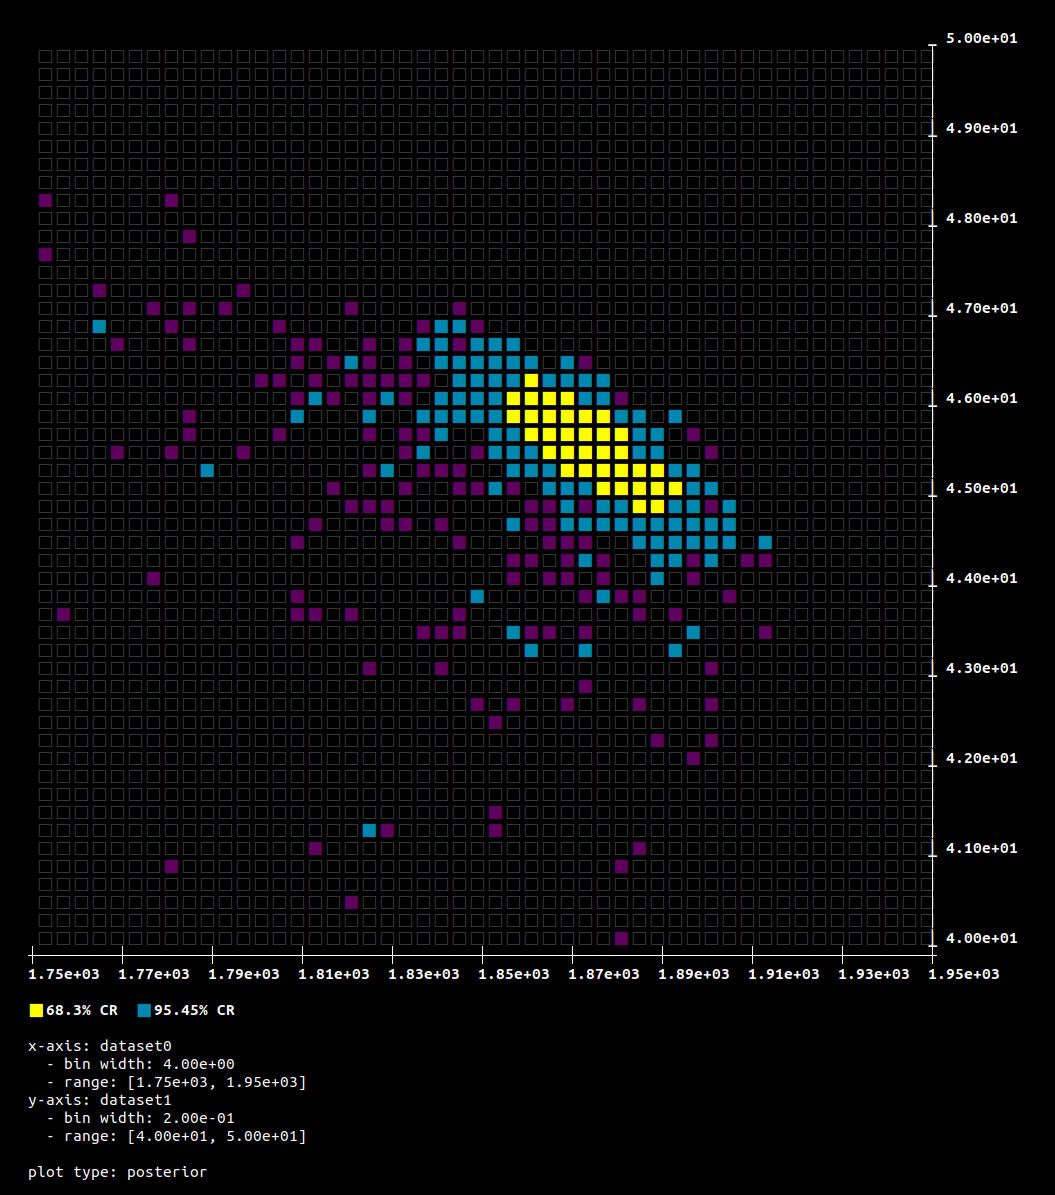 5.00e+01
4.90e+01
4.80e+01
4.70e+01
4.60e+01
4.50e+01
4.40e+01
4.30e+01
4.20e+01
4.10e+01
4.00e+01
1.75e+03 1.77e+03 1.79e+03 1.81e+03 1.83e+03 1.85e+03 1.87e+03 1.89e+03 1.91e+03 1.93e+03 1.95e+03
68.3% CR 95.45% CR
x-axis: dataset0
- bin width: 4.00e+00
- range: [1.75e+03, 1.95e+03]
y-axis: dataset1
- bin width: 2.00e-01
- range: [4.00e+01, 5.00e+01]
plot type: posterior